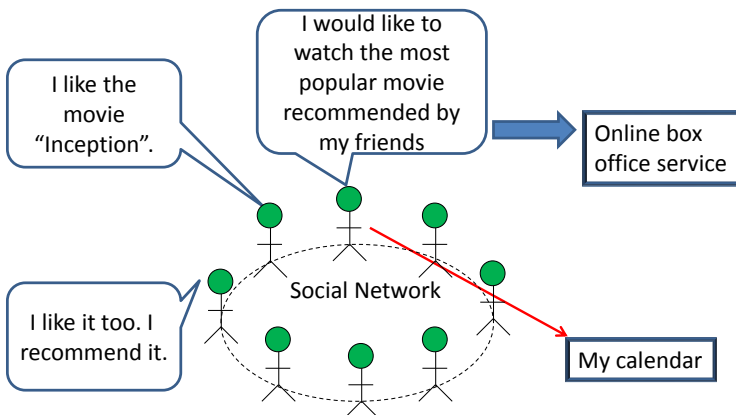 I would like to
watch the most
popular movie
recommended by
my friends
I like the
movie
“Inception”.
Online box
office service
Social Network
I like it too. I
recommend it.
My calendar